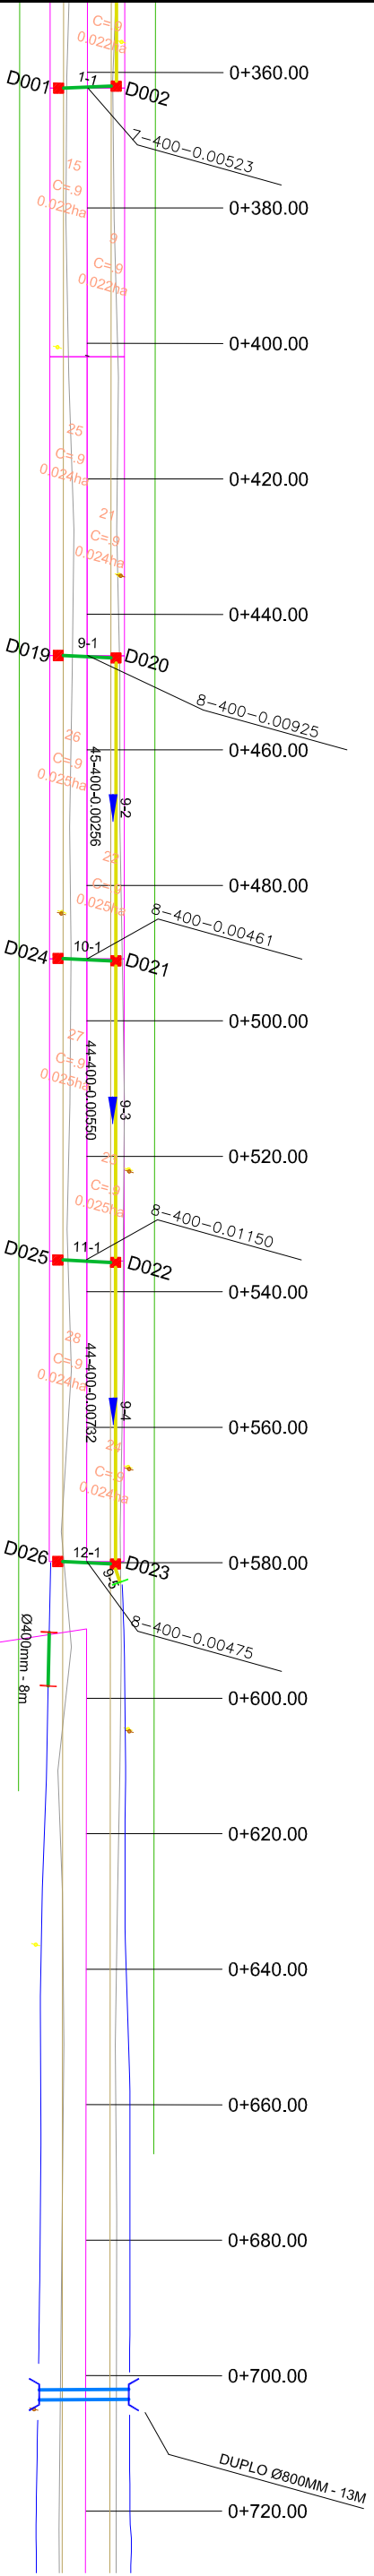 C=.9
0.022ha
0+360.00
D001
1-1
D002
7-400-0.00523
15
C=.9
0.022ha
0+380.00
9
C=.9
0.022ha
0+400.00
25
C=.9
0.024ha
0+420.00
21
C=.9
0.024ha
0+440.00
D019
9-1
D020
8-400-0.00925
26
C=.9
0.025ha
0+460.00
45-400-0.00256
9-2
22
C=.9
0.025ha
0+480.00
8-400-0.00461
D024
10-1
D021
0+500.00
27
C=.9
0.025ha
44-400-0.00550
9-3
0+520.00
23
C=.9
0.025ha
8-400-0.01150
D025
11-1
D022
0+540.00
28
C=.9
0.024ha
44-400-0.00732
9-4
0+560.00
24
C=.9
0.024ha
D026
12-1
D023
0+580.00
9-5
8-400-0.00475
Ø400mm - 8m
0+600.00
0+620.00
0+640.00
0+660.00
0+680.00
0+700.00
DUPLO Ø800MM - 13M
0+720.00